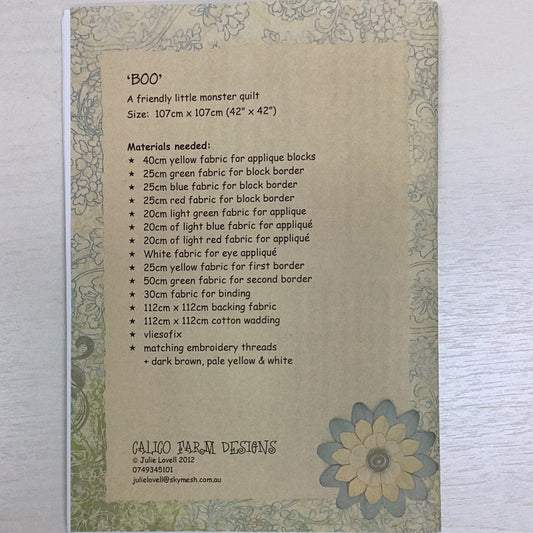 'BOO'
A friendly little monster quilt
Size: 107cm x 107cm (42" x 42")
Materials needed:
★ 40cm yellow fabric for applique blocks
★ 25cm green fabric for block border
★ 25cm blue fabric for block border
★ 25cm red fabric for block border
★ 20cm light green fabric for applique
★ 20cm of light blue fabric for appliqué
★ 20cm of light red fabric for appliqué
★ White fabric for eye appliqué
★ 25cm yellow fabric for first border
★ 50cm green fabric for second border
★ 30cm fabric for binding
★ 112cm x 112cm backing fabric
★ 112cm x 112cm cotton wadding
★ vliesofix
★ matching embroidery threads
+ dark brown, pale yellow & white
CALICO FARM DESIGNS
© Julie Lovell 2012
0749345101
julielovell@skymesh.com.au